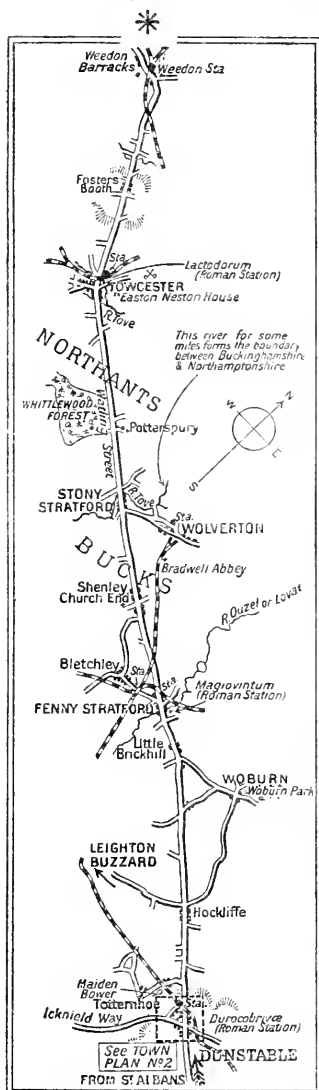 Weedon
Barracks
Weedon Sta
Fosters
Booth
Sta.
Lactodorum
(Roman Station)
TOWCESTER
Easton Neston House
R. Tove
NORTHANTS
This river for some
miles forms the boundary
between Buckinghamshire
& Northamptonshire
WHITTLEWOOD
FOREST
Watling
Street
Potterspury
N
W
E
S
STONY
STRATFORD
R. Tove
Sta.
WOLVERTON
BUCKS
Bradwell Abbey
Shenley
Church End
R. Ouzel or Lovat
Bletchley
Sta.
Sta.
Magiovintum
(Roman Station)
FENNY STRATFORD
Little
Brickhill
WOBURN
Woburn Park
LEIGHTON
BUZZARD
Hockliffe
Maiden
Bower
Totternhoe
Sta.
Icknield Way
Durocobryce
(Roman Station)
See TOWN
PLAN Nº2
DUNSTABLE
FROM ST ALBANS